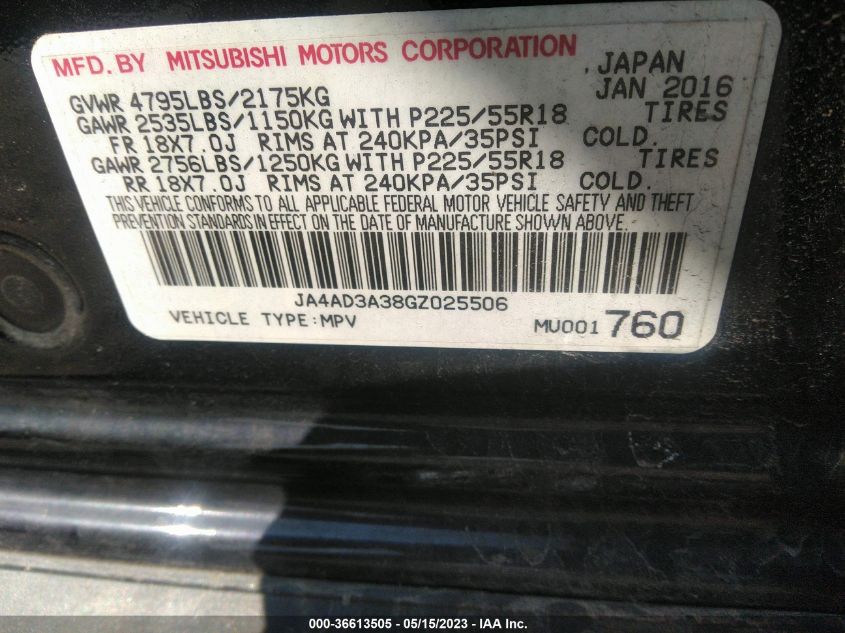 MFD. BY MITSUBISHI MOTORS CORPORATION , JAPAN
GVWR 4795LBS/2175KG JAN 2016
GAWR 2535LBS/1150KG WITH P225/55R18 TIRES
FR 18X7.0J RIMS AT 240KPA/35PSI COLD.
GAWR 2756LBS/1250KG WITH P225/55R18 TIRES
RR 18X7.0J RIMS AT 240KPA/35PSI COLD.
THIS VEHICLE CONFORMS TO ALL APPLICABLE FEDERAL MOTOR VEHICLE SAFETY AND THEFT
PREVENTION STANDARDS IN EFFECT ON THE DATE OF MANUFACTURE SHOWN ABOVE.
JA4AD3A38GZ025506
VEHICLE TYPE:MPV MU001760
000-36613505 - 05/15/2023 - IAA Inc.